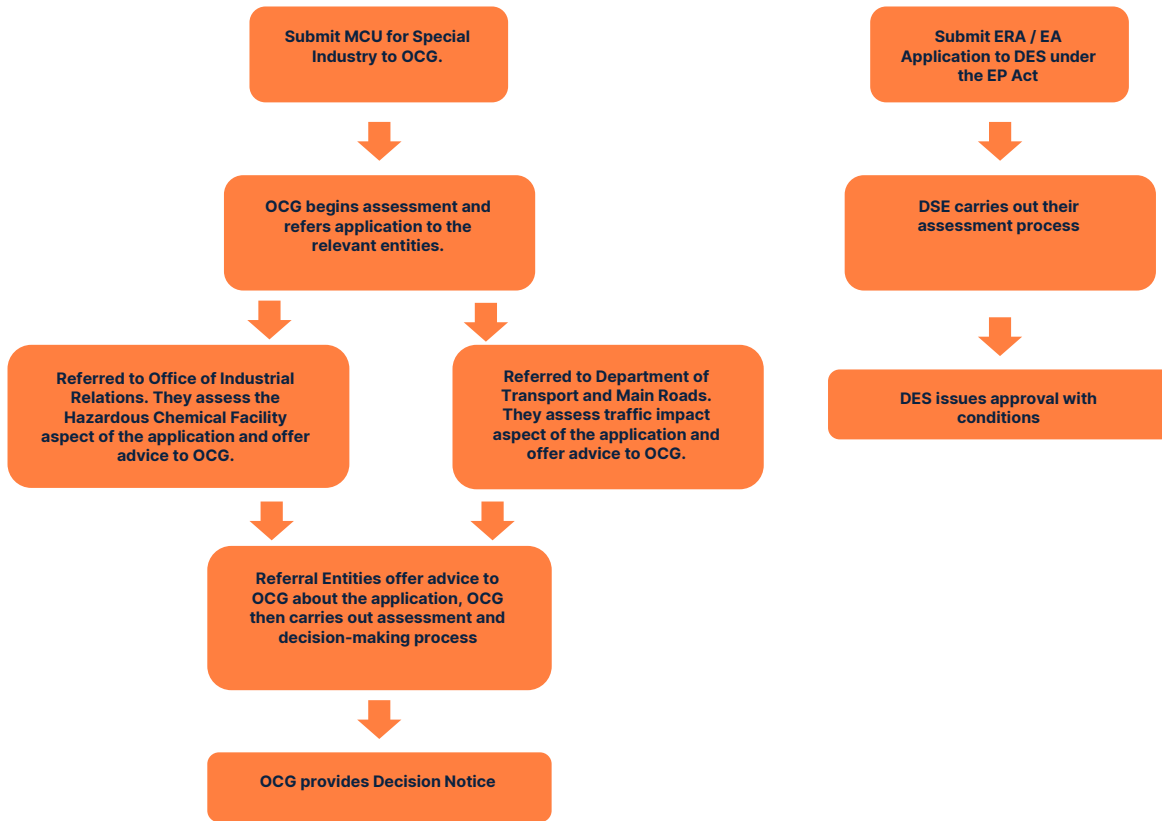 Submit MCU for Special
Industry to OCG.
OCG begins assessment and
refers application to the
relevant entities.
Referred to Office of Industrial
Relations. They assess the
Hazardous Chemical Facility
aspect of the application and offer
advice to OCG.
Referred to Department of
Transport and Main Roads.
They assess traffic impact
aspect of the application and
offer advice to OCG.
Referral Entities offer advice to
OCG about the application, OCG
then carries out assessment and
decision-making process
OCG provides Decision Notice
Submit ERA / EA
Application to DES under
the EP Act
DSE carries out their
assessment process
DES issues approval with
conditions